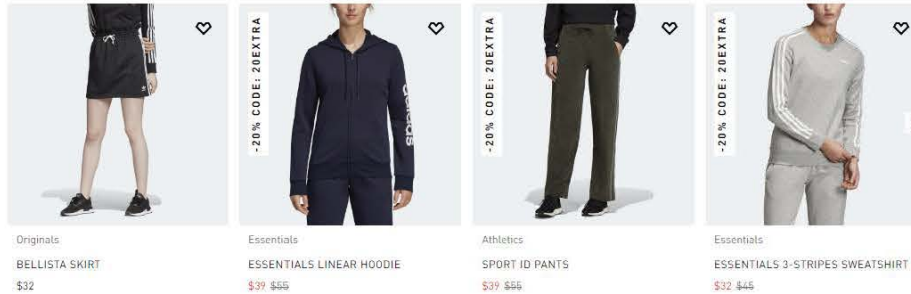 -20% CODE: 20EXTRA
-20% CODE: 20EXTRA
-20% CODE: 20EXTRA
adidas
Originals
BELLISTA SKIRT
$32
Essentials
ESSENTIALS LINEAR HOODIE
$39 $55
Athletics
SPORT ID PANTS
$39 $55
Essentials
ESSENTIALS 3-STRIPES SWEATSHIRT
$32 $45